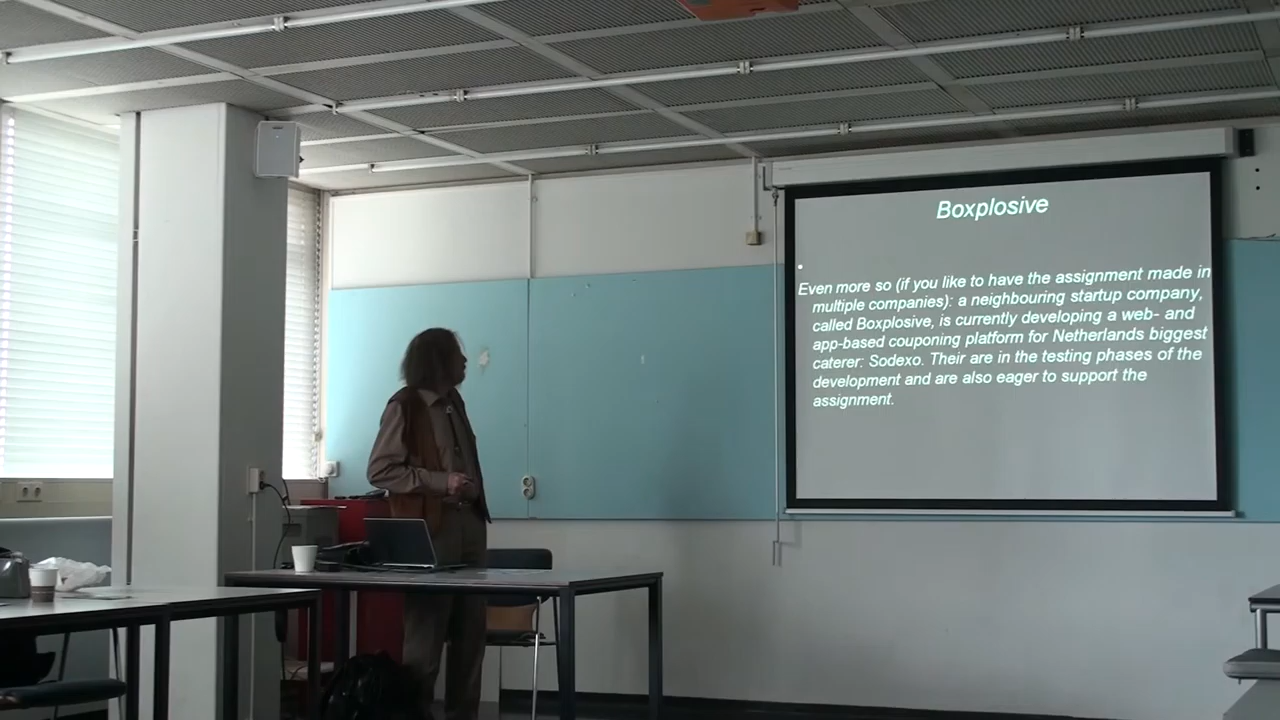 Boxplosive
Even more so (if you like to have the assignment made in
multiple companies): a neighbouring startup company,
called Boxplosive, is currently developing a web- and
app-based couponing platform for Netherlands biggest
caterer: Sodexo. Their are in the testing phases of the
development and are also eager to support the
assignment.